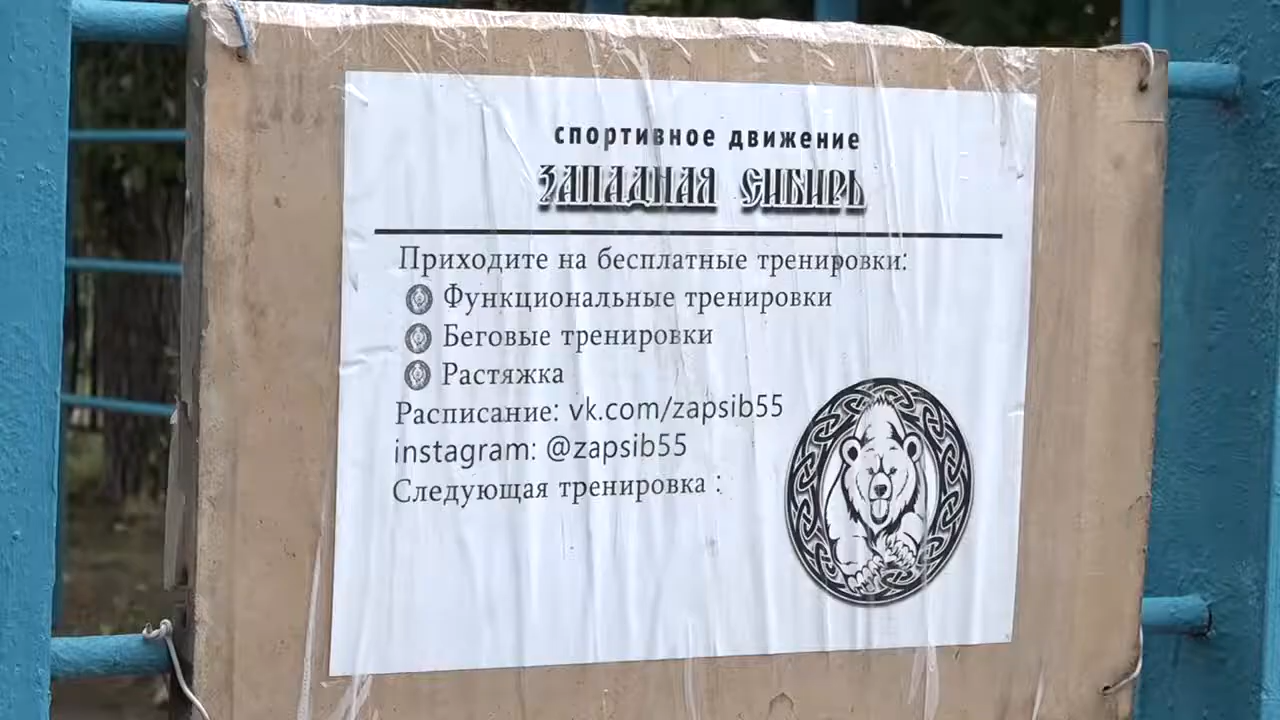 спортивное движение
ЗАПАДНАЯ СИБИРЬ
Приходите на бесплатные тренировки:
Функциональные тренировки
Беговые тренировки
Растяжка
Расписание: vk.com/zapsib55
instagram: @zapsib55
Следующая тренировка :